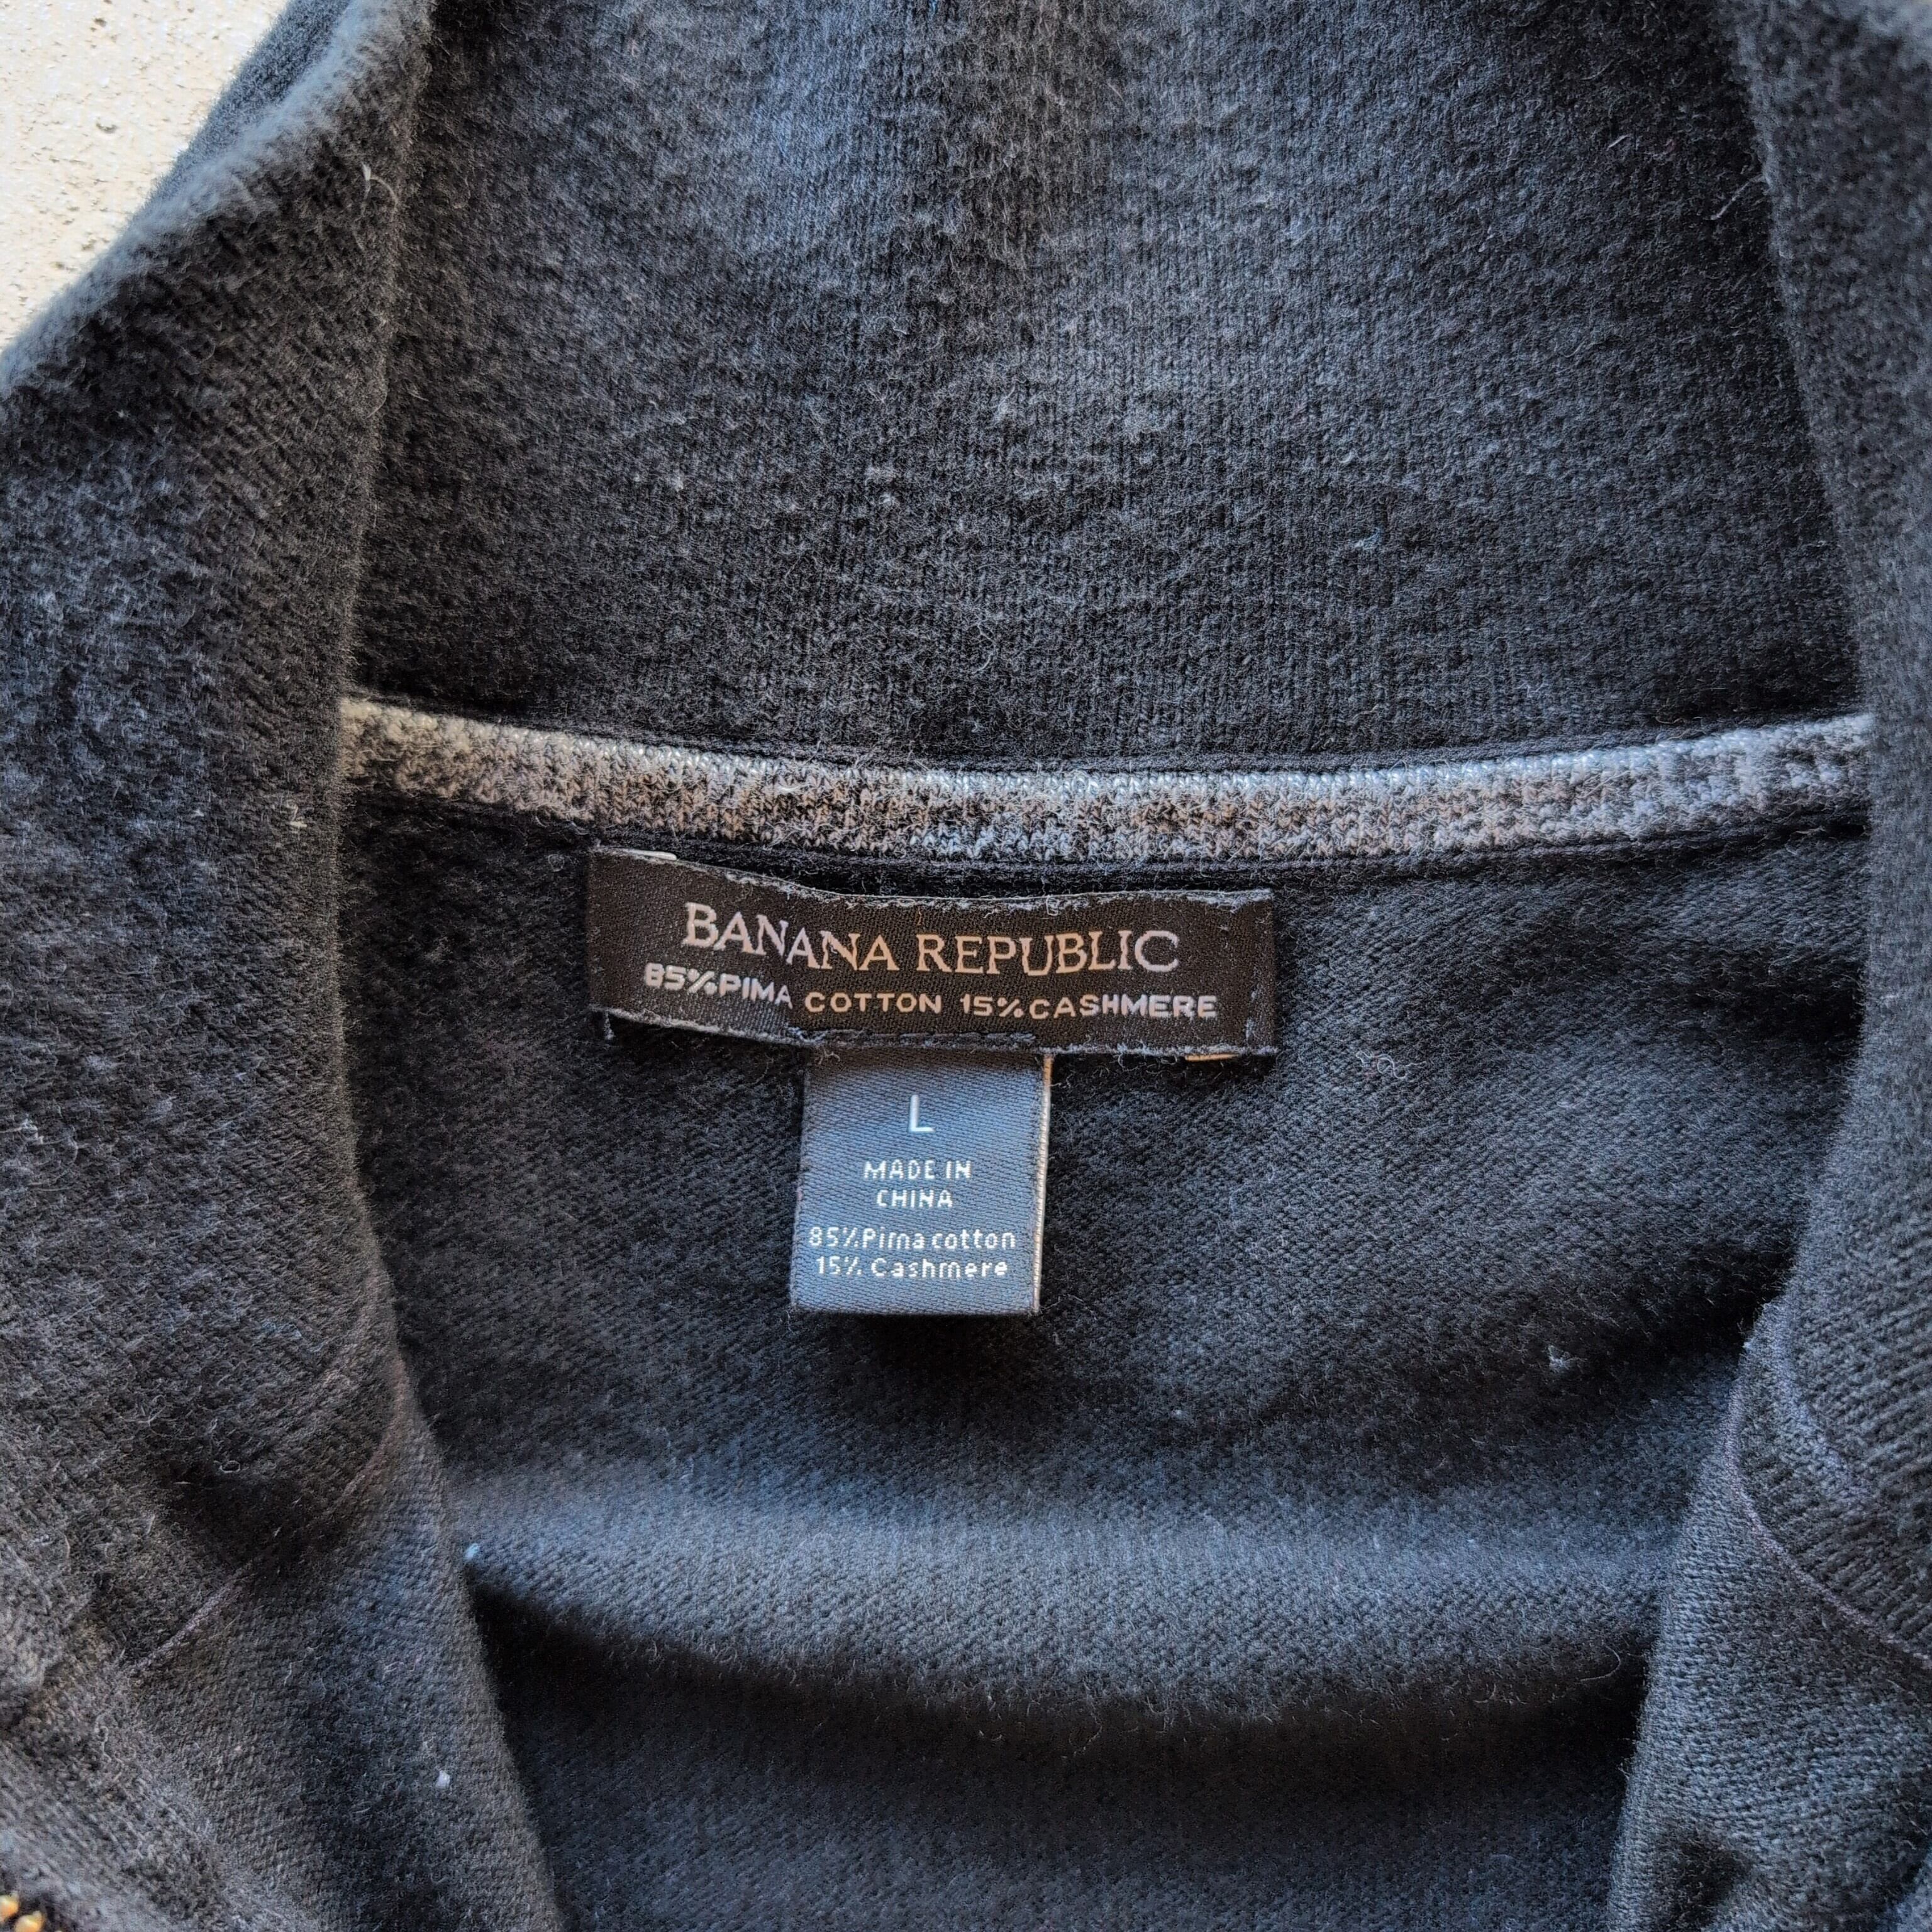 BANANA REPUBLIC
85%PIMA COTTON 15%CASHMERE
L
MADE IN
CHINA
85%Pima cotton
15% Cashmere